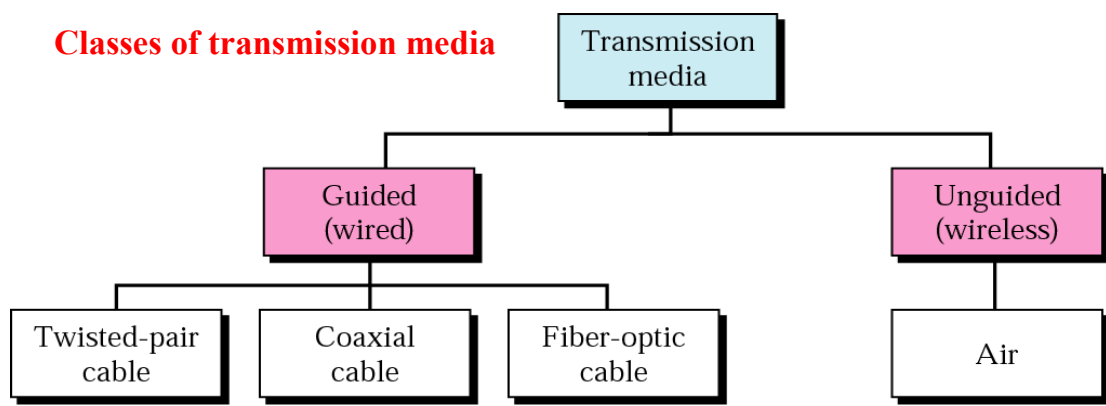 Classes of transmission media
Transmission
media
Guided
(wired)
Unguided
(wireless)
Twisted-pair
cable
Coaxial
cable
Fiber-optic
cable
Air